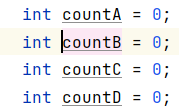 int countA = 0;
int countB = 0;
int countC = 0;
int countD = 0;